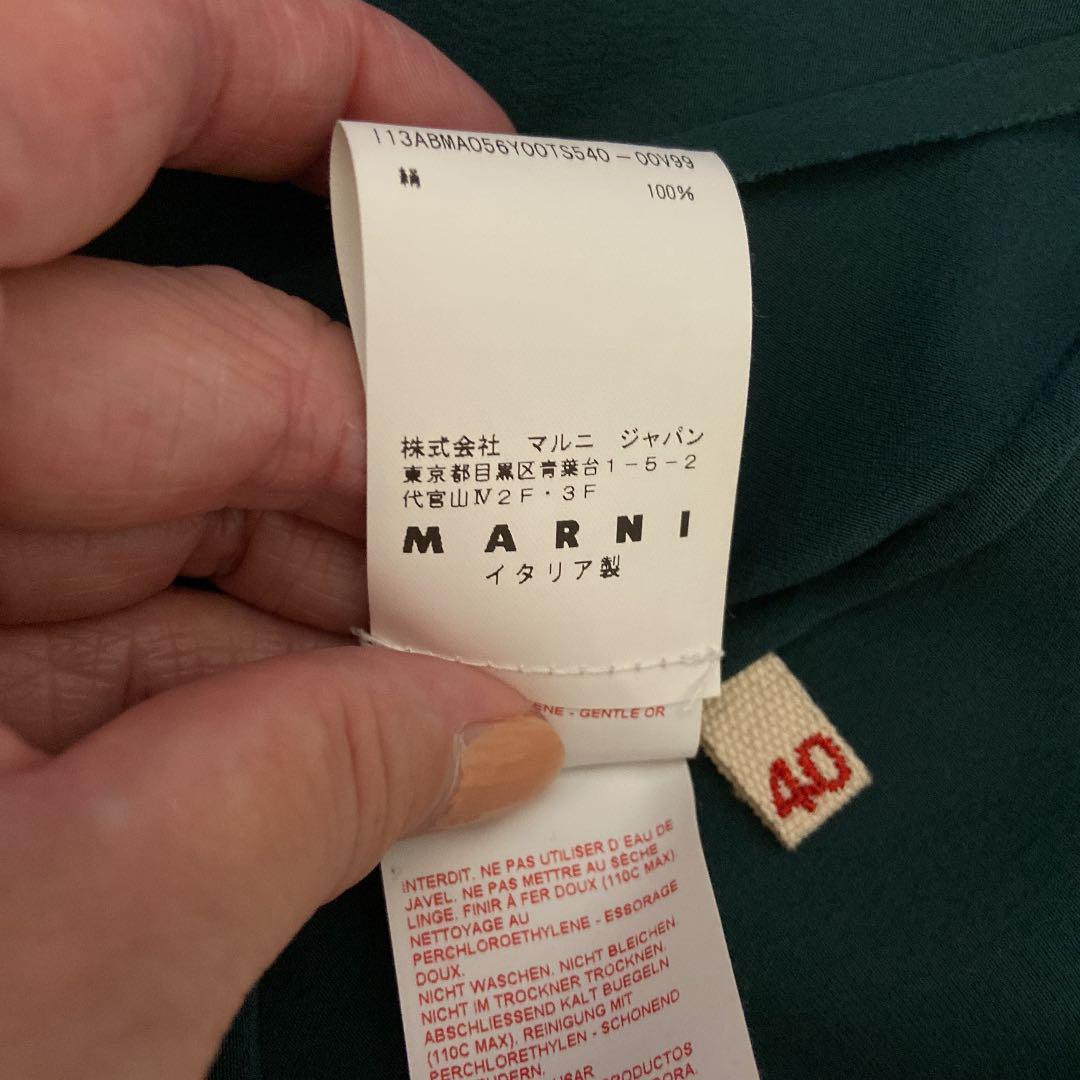 113ABMA056Y00TS540-00V99
絹 100%
株式会社 マルニ ジャパン
東京都目黒区青葉台1-5-2
代官山Ⅳ2F・3F
MARNI
イタリア製
- GENTLE OR
40
INTERDIT. NE PAS UTILISER D'EAU DE
JAVEL. NE PAS METTRE AU SÈCHE
LINGE. FINIR À FER DOUX (110C MAX).
NETTOYAGE AU
PERCHLOROETHYLENE - ESSORAGE
DOUX.
NICHT WASCHEN. NICHT BLEICHEN.
NICHT IM TROCKNER TROCKNEN.
ABSCHLIESSEND KALT BUEGELN
(110C MAX). REINIGUNG MIT
PERCHLORETHYLEN - SCHONEND
PRODUCTOS